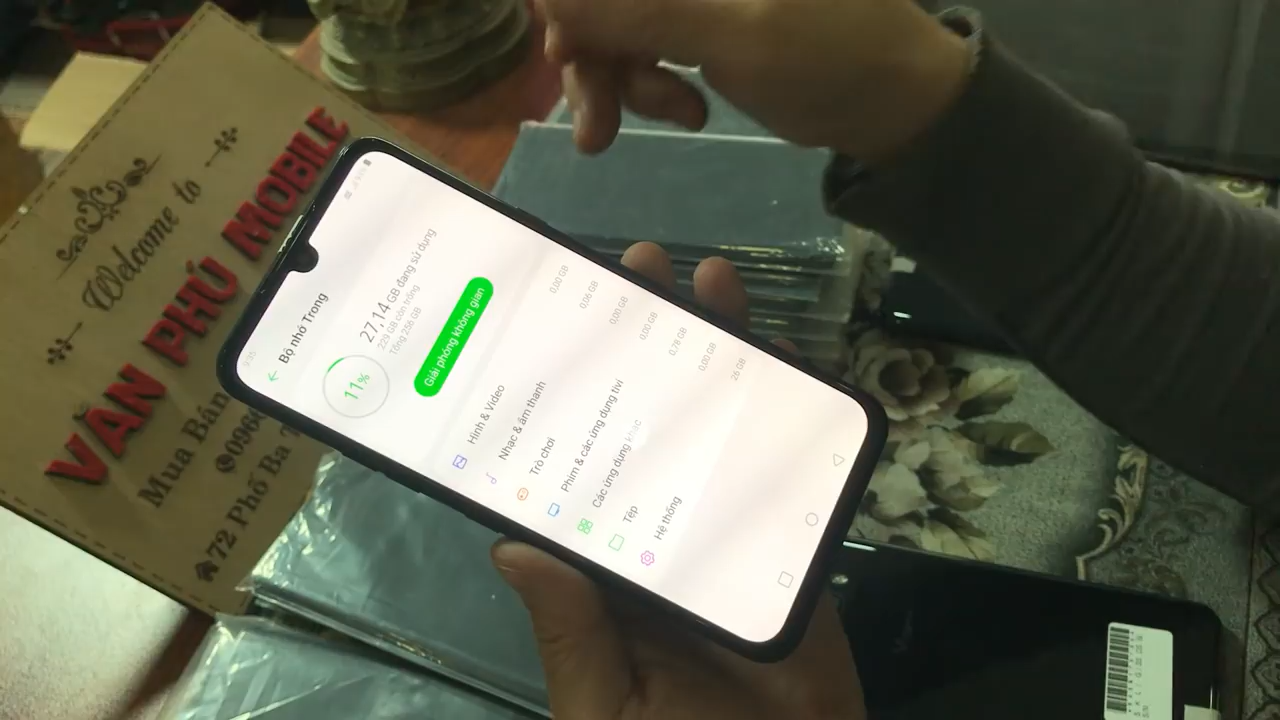 Welcome to
VĂN PHÚ MOBILE
Mua Bán
0966
72 Phố Ba T
Bộ nhớ Trong
11%
27,14 GB đang sử dụng
229 GB còn trống
Tổng 256 GB
Giải phóng không gian
Hình & Video 0,00 GB
Nhạc & âm thanh 0,06 GB
Trò chơi 0,00 GB
Phim & các ứng dụng tivi 0,00 GB
Các ứng dụng khác 0,78 GB
Tệp 0,00 GB
Hệ thống 26 GB